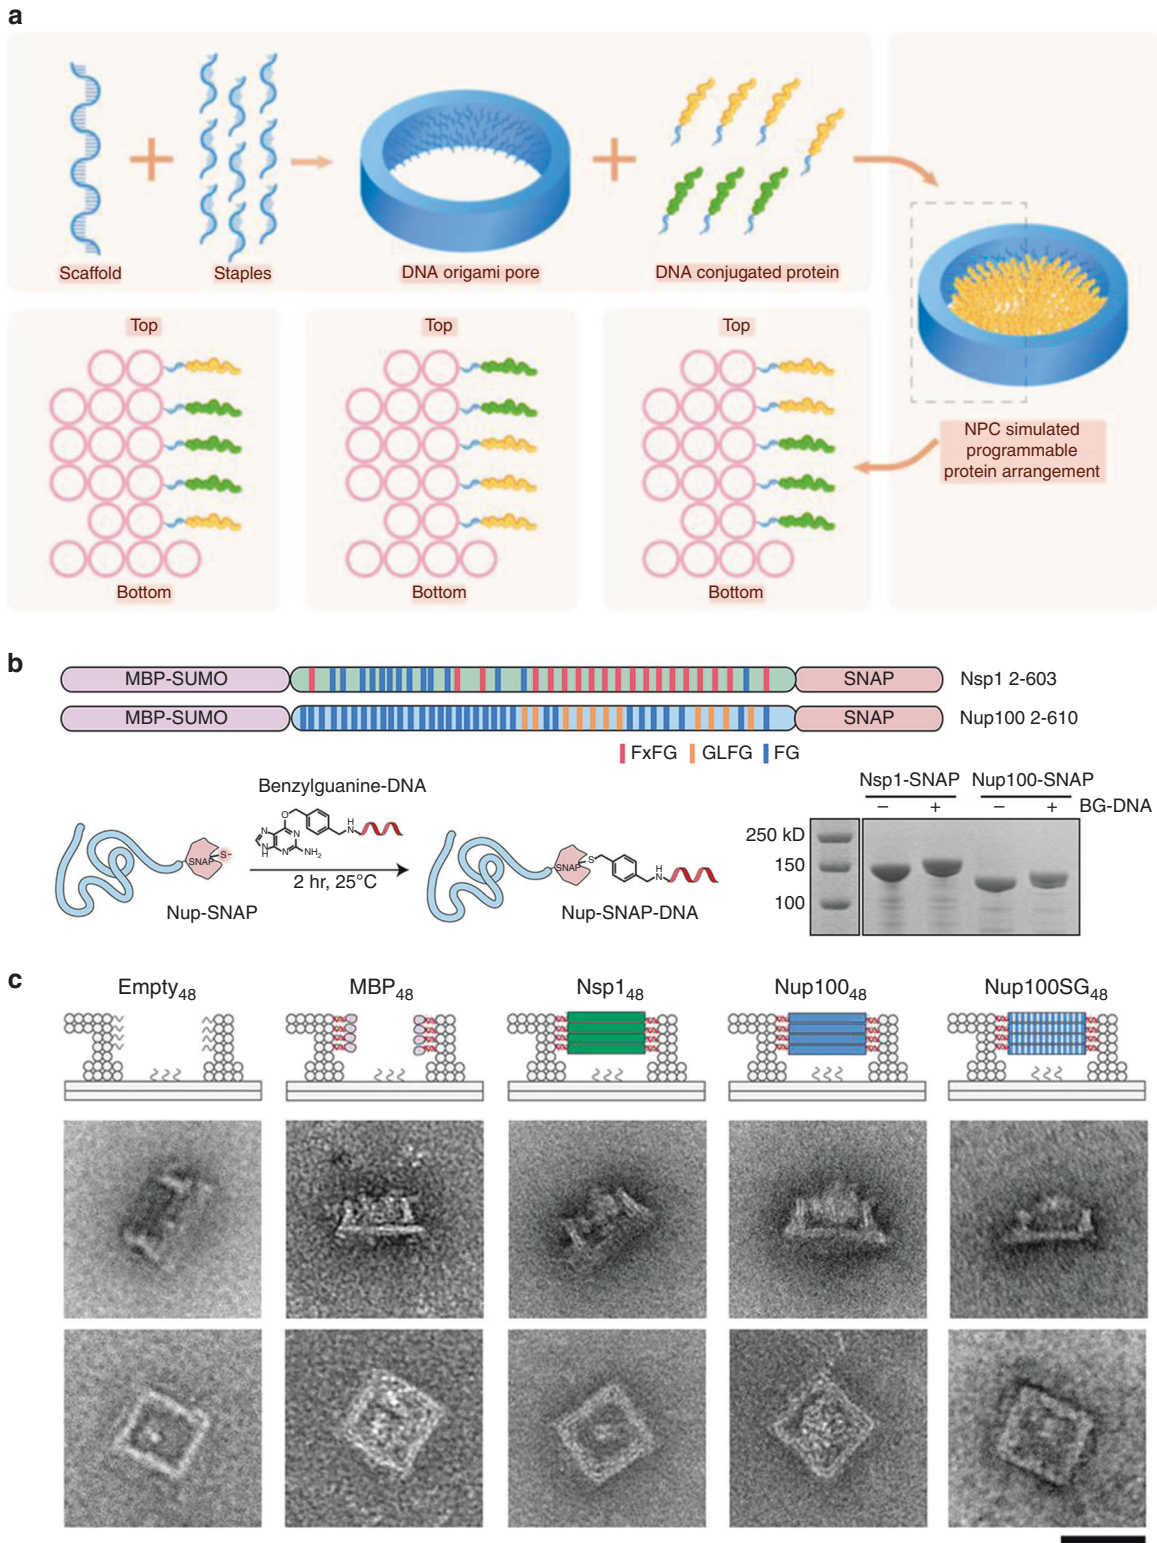 a
Scaffold
Staples
DNA origami pore
DNA conjugated protein
Top
Top
Top
NPC simulated
programmable
protein arrangement
Bottom
Bottom
Bottom
b
MBP-SUMO
SNAP
Nsp1 2-603
MBP-SUMO
SNAP
Nup100 2-610
FxFG
GLFG
FG
Benzylguanine-DNA
O
N
N
N
H
N
NH2
H
N
SNAP
S-
2 hr, 25°C
Nup-SNAP
SNAP
S
H
N
Nup-SNAP-DNA
Nsp1-SNAP
Nup100-SNAP
– + – + BG-DNA
250 kD
150
100
c
Empty48
MBP48
Nsp148
Nup10048
Nup100SG48